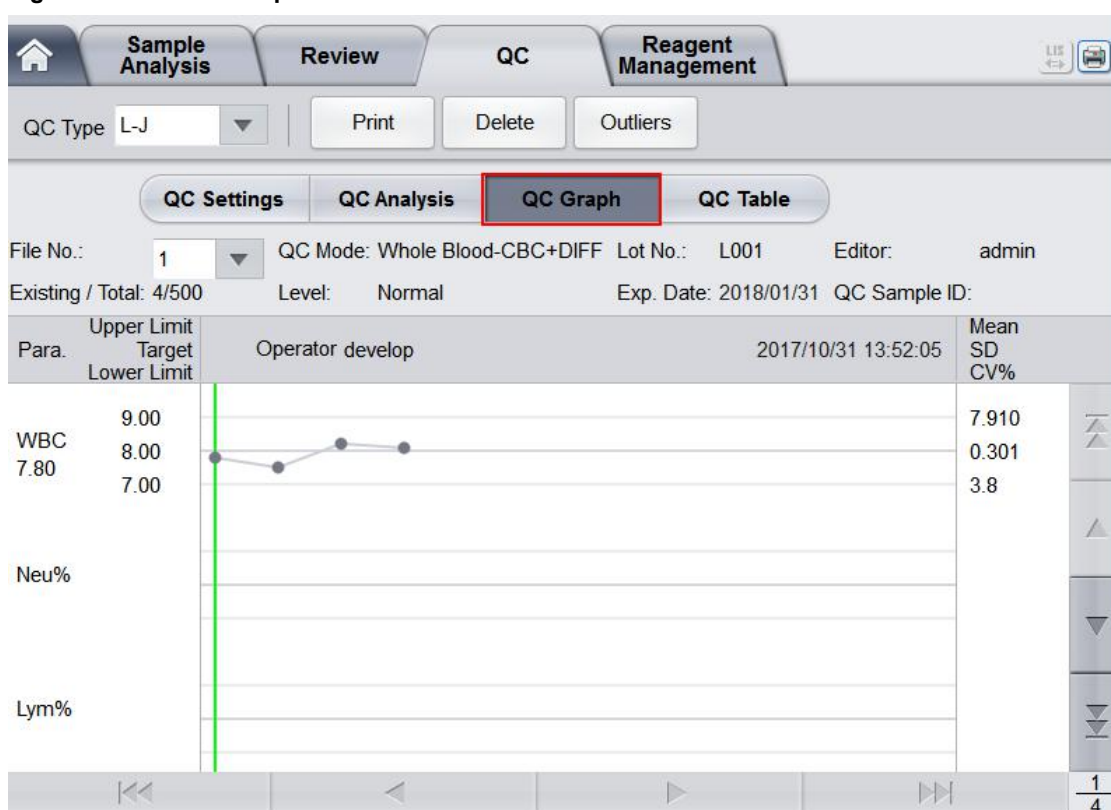 Sample Analysis Review QC Reagent Management LIS
QC Type L-J Print Delete Outliers
QC Settings QC Analysis QC Graph QC Table
File No.: 1 QC Mode: Whole Blood-CBC+DIFF Lot No.: L001 Editor: admin
Existing / Total: 4/500 Level: Normal Exp. Date: 2018/01/31 QC Sample ID:
Upper Limit Mean
Para. Target Operator develop 2017/10/31 13:52:05 SD
Lower Limit CV%
9.00 7.910
WBC 8.00 0.301
7.80 7.00 3.8
Neu%
Lym%
1
4